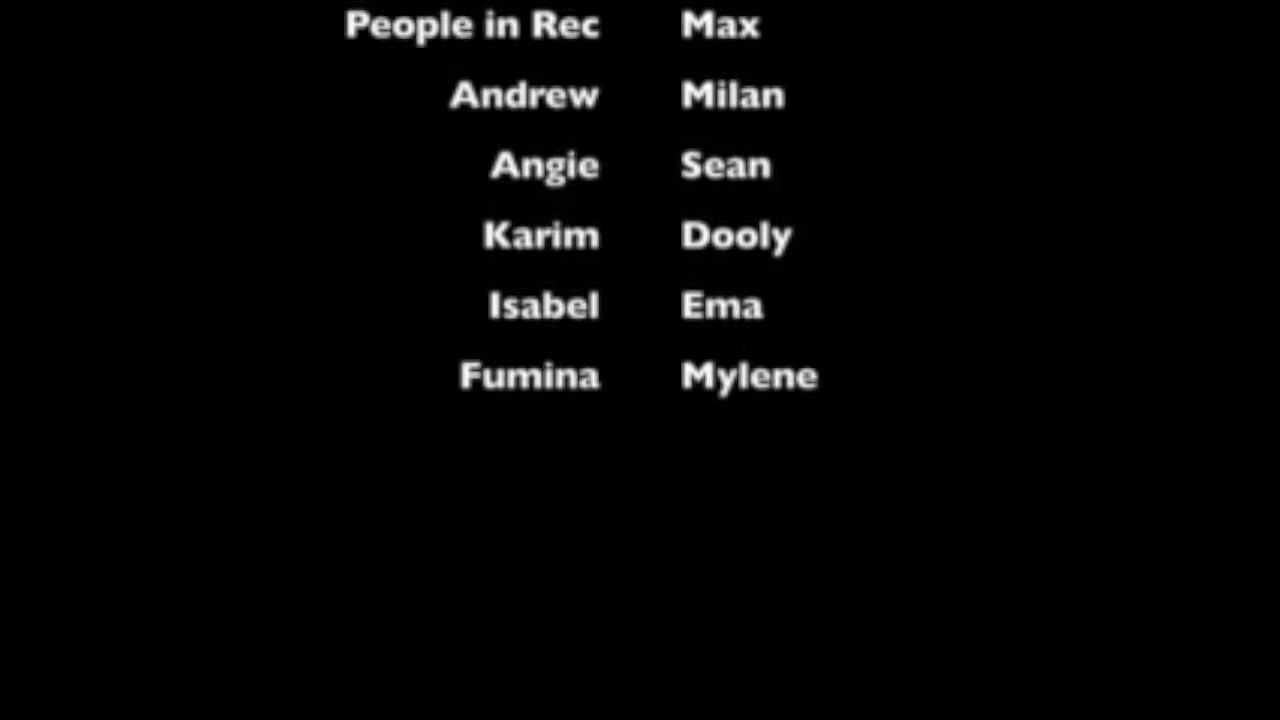 People in Rec Max
Andrew Milan
Angie Sean
Karim Dooly
Isabel Ema
Fumina Mylene